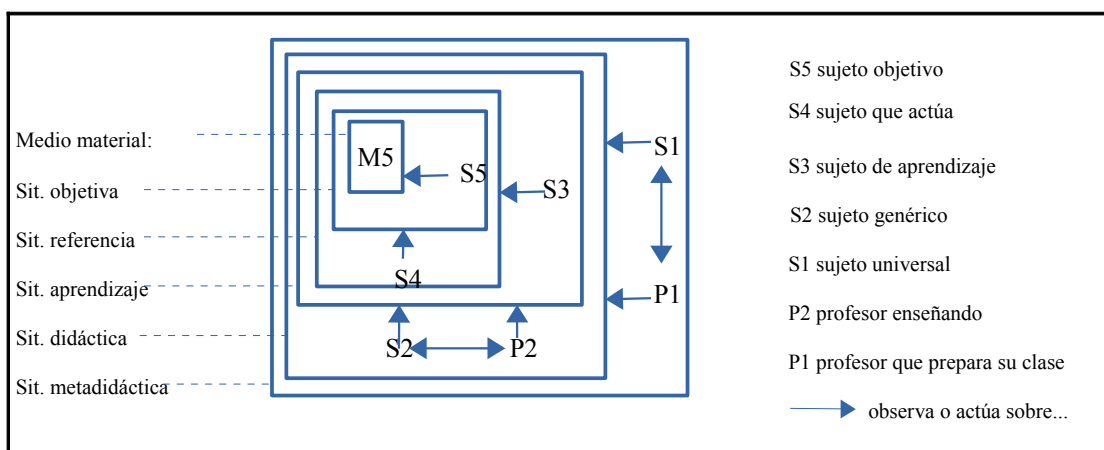 Medio material:
Sit. objetiva
Sit. referencia
Sit. aprendizaje
Sit. didáctica
Sit. metadidáctica
M5
S5
S3
S4
S2
P2
S1
P1
S5 sujeto objetivo
S4 sujeto que actúa
S3 sujeto de aprendizaje
S2 sujeto genérico
S1 sujeto universal
P2 profesor enseñando
P1 profesor que prepara su clase
observa o actúa sobre...